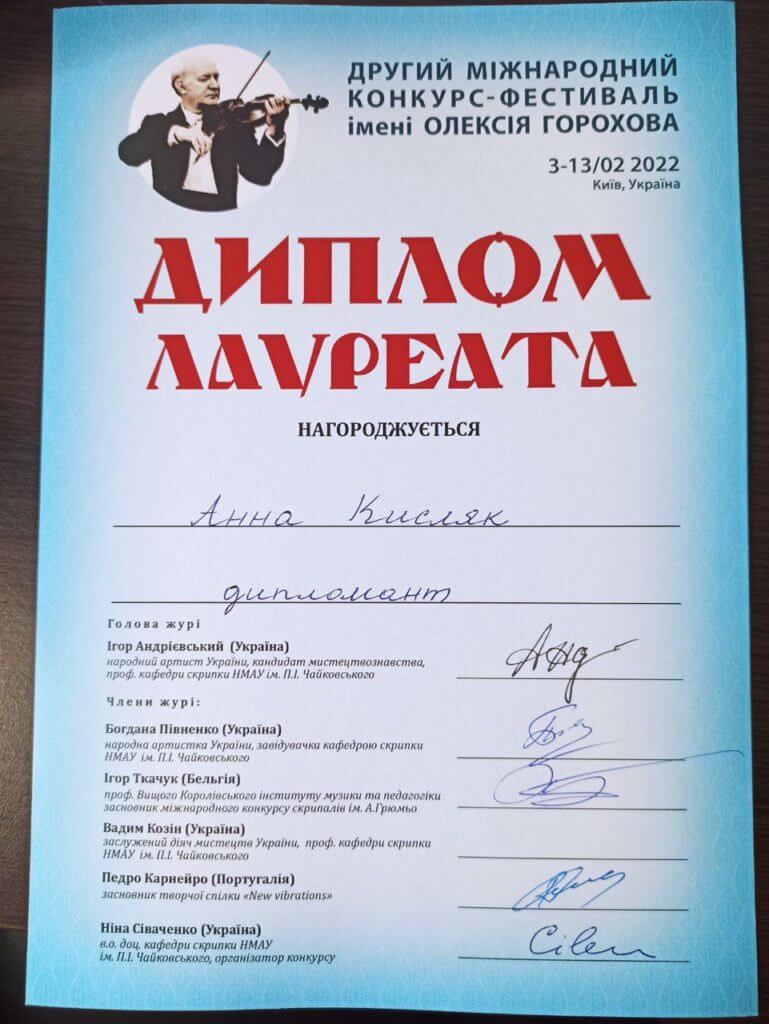 ДРУГИЙ МІЖНАРОДНИЙ
КОНКУРС-ФЕСТИВАЛЬ
імені ОЛЕКСІЯ ГОРОХОВА
3-13/02 2022
Київ, Україна
ДИПЛОМ
ЛАУРЕАТА
НАГОРОДЖУЄТЬСЯ
Анна Кисляк
дипломант
Голова журі
Ігор Андрієвський (Україна)
народний артист України, кандидат мистецтвознавства,
проф. кафедри скрипки НМАУ ім. П.І. Чайковського
Члени журі:
Богдана Півненко (Україна)
народна артистка України, завідувачка кафедрою скрипки
НМАУ ім. П.І. Чайковського
Ігор Ткачук (Бельгія)
проф. Вищого Королівського інституту музики та педагогіки
засновник міжнародного конкурсу скрипалів ім. А.Грюмьо
Вадим Козін (Україна)
заслужений діяч мистецтв України, проф. кафедри скрипки
НМАУ ім. П.І. Чайковського
Педро Карнейро (Португалія)
засновник творчої спілки «New vibrations»
Ніна Сіваченко (Україна)
в.о. доц. кафедри скрипки НМАУ
ім. П.І. Чайковського, організатор конкурсу